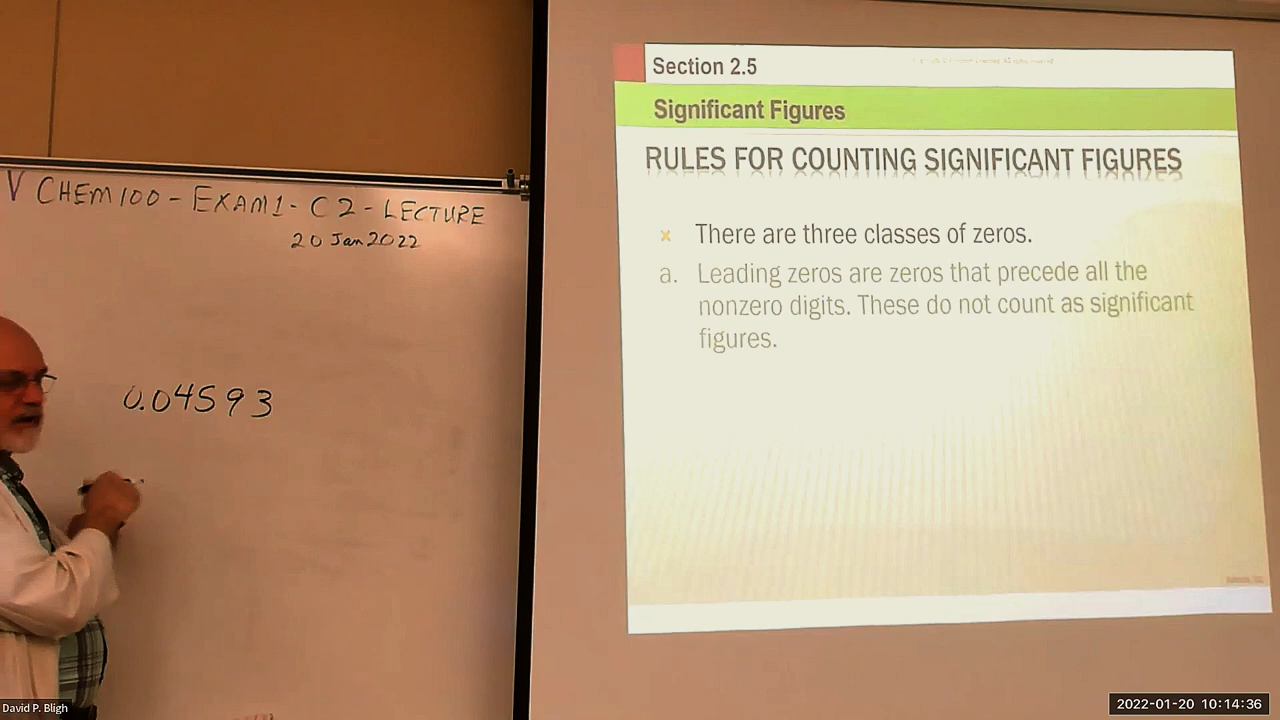 V CHEM 100 - EXAM 1 - C 2 - LECTURE
20 Jan 2022
0.04593
Section 2.5
Significant Figures
RULES FOR COUNTING SIGNIFICANT FIGURES
× There are three classes of zeros.
a. Leading zeros are zeros that precede all the
nonzero digits. These do not count as significant
figures.
David P. Bligh
2022-01-20 10:14:36